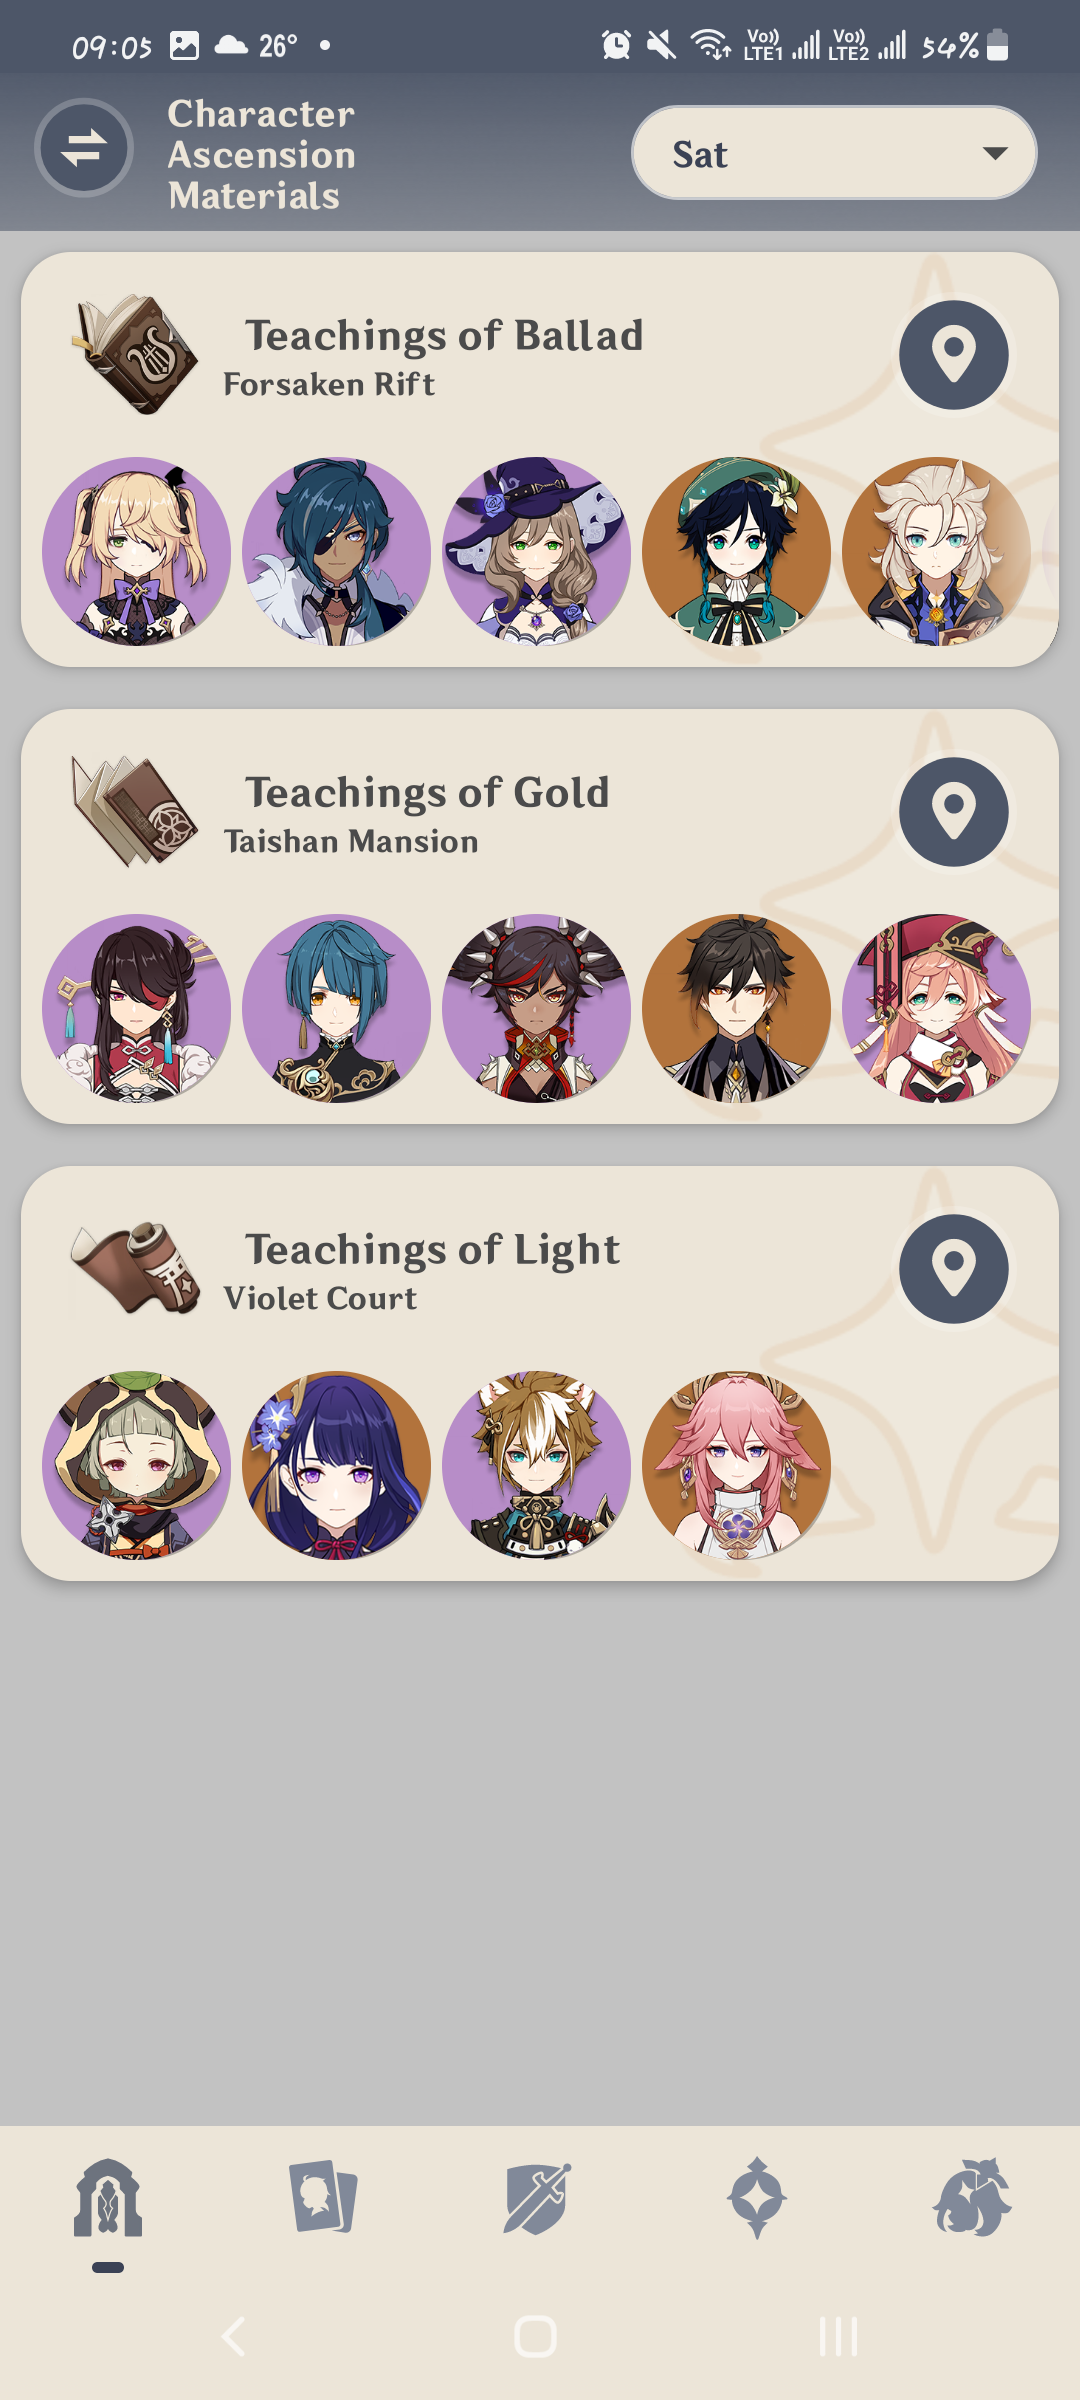 09:05 26° Vo)) LTE1 Vo)) LTE2 54%
Character
Ascension
Materials
Sat
Teachings of Ballad
Forsaken Rift
Teachings of Gold
Taishan Mansion
Teachings of Light
Violet Court